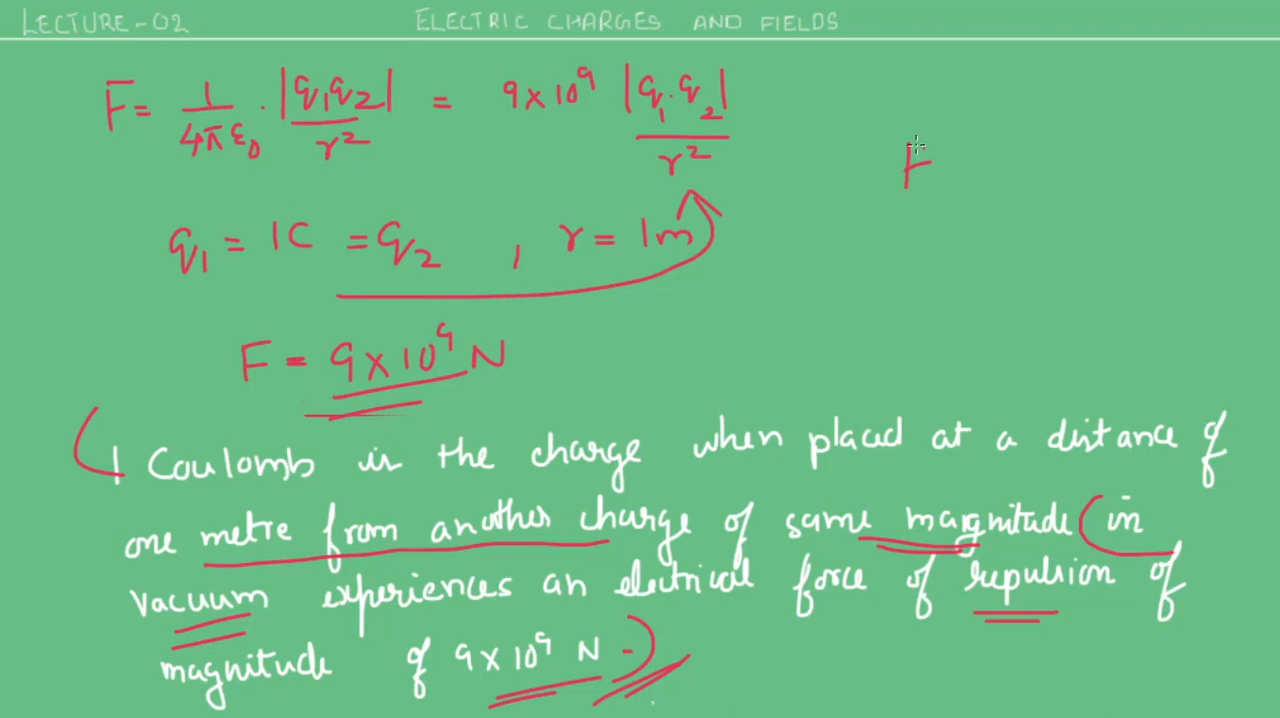 LECTURE-02
ELECTRIC CHARGES AND FIELDS
F = 1/4πε0 · |q1q2|/r² = 9×10⁹ |q1·q2|/r²
F
q1 = 1C = q2 , r = 1m
F = 9×10⁹ N
1 Coulomb is the charge when placed at a distance of
one metre from another charge of same magnitude (in
vacuum experiences an electrical force of repulsion of
magnitude of 9×10⁹ N -)